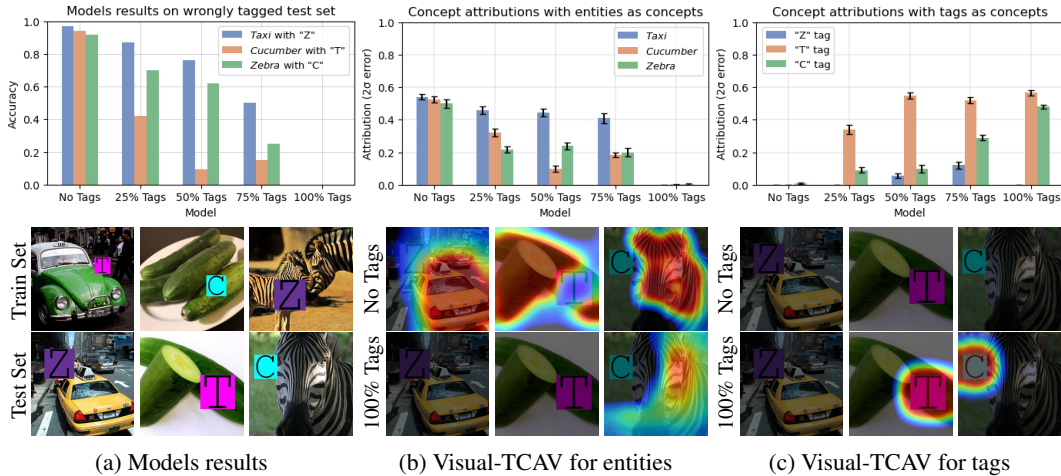 Models results on wrongly tagged test set
Accuracy
1.0
0.8
0.6
0.4
0.2
0.0
Taxi with "Z"
Cucumber with "T"
Zebra with "C"
No Tags 25% Tags 50% Tags 75% Tags 100% Tags
Model
Train Set
T
C
Z
Test Set
Z
T
C
(a) Models results
Concept attributions with entities as concepts
Attribution (2σ error)
1.0
0.8
0.6
0.4
0.2
0.0
Taxi
Cucumber
Zebra
No Tags 25% Tags 50% Tags 75% Tags 100% Tags
Model
No Tags
Z
T
C
100% Tags
Z
T
C
(b) Visual-TCAV for entities
Concept attributions with tags as concepts
Attribution (2σ error)
1.0
0.8
0.6
0.4
0.2
0.0
"Z" tag
"T" tag
"C" tag
No Tags 25% Tags 50% Tags 75% Tags 100% Tags
Model
No Tags
Z
T
C
100% Tags
Z
T
C
(c) Visual-TCAV for tags